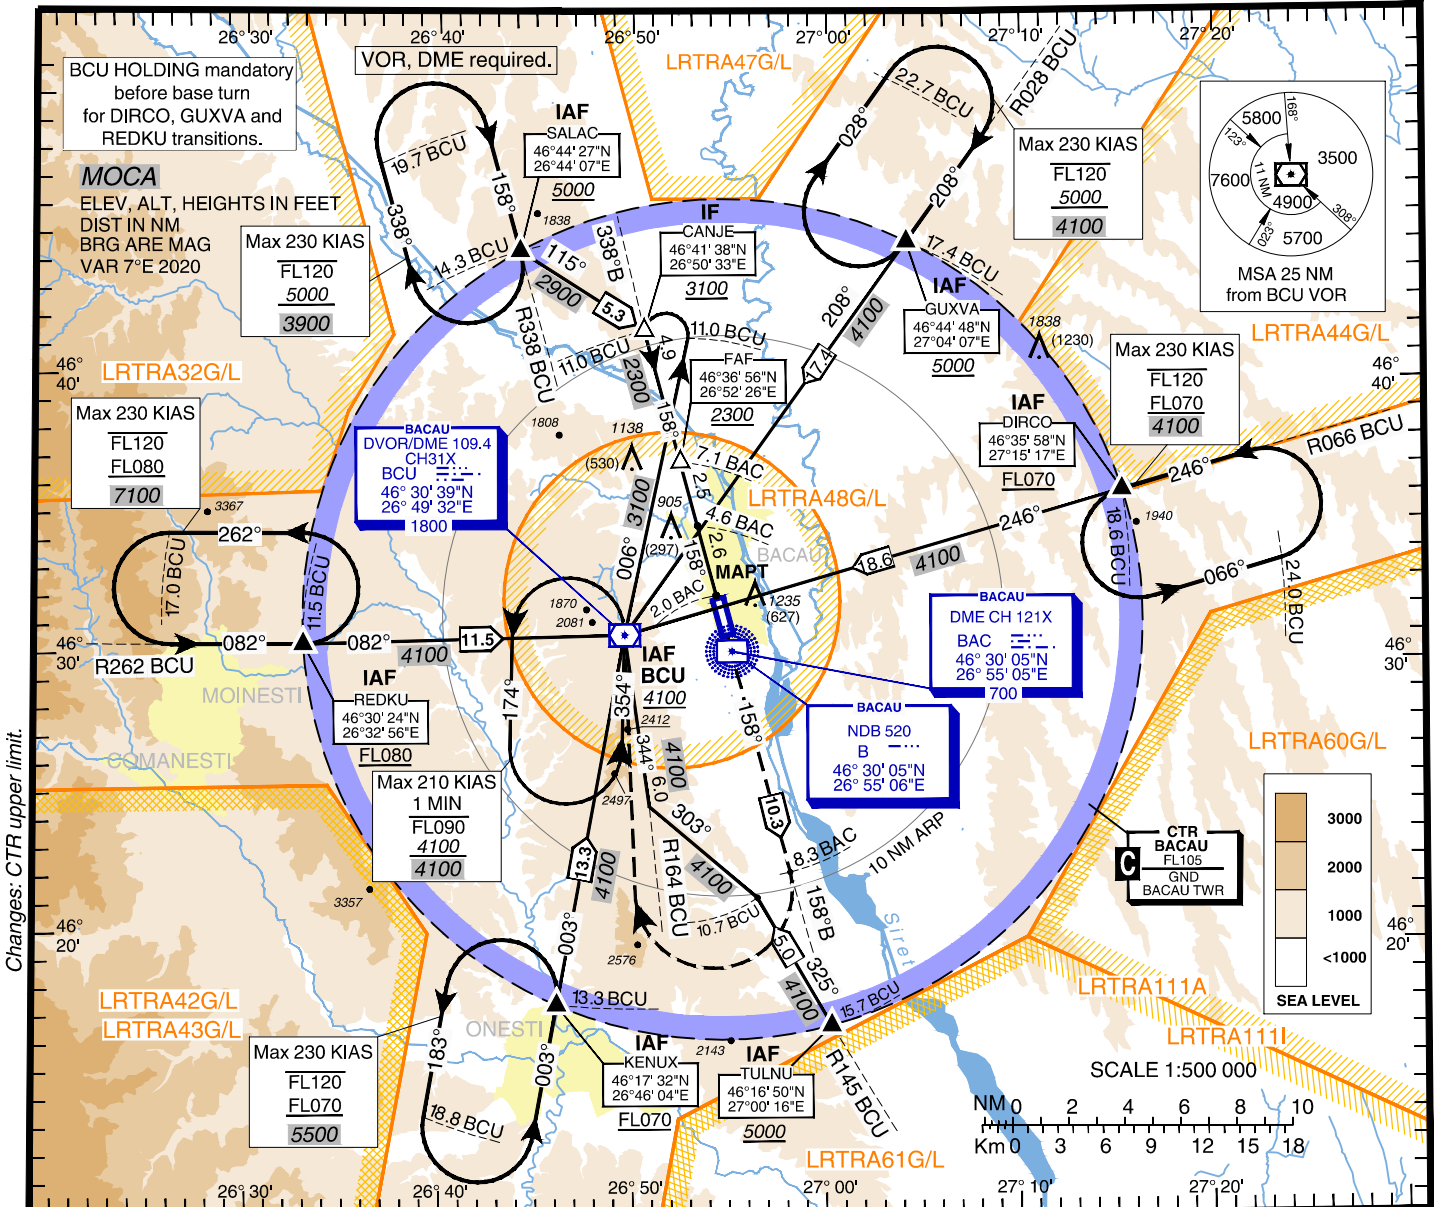 26°30'
26°40'
26°50'
27°00'
27°10'
27°20'
BCU HOLDING mandatory
before base turn
for DIRCO, GUXVA and
REDKU transitions.
VOR, DME required.
MOCA
ELEV, ALT, HEIGHTS IN FEET
DIST IN NM
BRG ARE MAG
VAR 7°E 2020
LRTRA47G/L
IAF
SALAC
46°44' 27"N
26°44' 07"E
5000
1838
19.7 BCU
158°
338°
14.3 BCU
Max 230 KIAS
FL120
5000
3900
115°
2900
5.3
R338 BCU
338°B
IF
CANJE
46°41' 38"N
26°50' 33"E
3100
11.0 BCU
11.0 BCU
4.9
2300
158°
FAF
46°36' 56"N
26°52' 26"E
2300
22.7 BCU
R028 BCU
028°
208°
Max 230 KIAS
FL120
5000
4100
17.4 BCU
IAF
GUXVA
46°44' 48"N
27°04' 07"E
5000
208°
4100
17.4
168°
5800
123°
3500
11 NM
7600
4900
308°
023°
5700
MSA 25 NM
from BCU VOR
1838
(1230)
LRTRA44G/L
Max 230 KIAS
FL120
FL070
4100
46°
40'
46°
40'
IAF
DIRCO
46°35' 58"N
27°15' 17"E
FL070
R066 BCU
246°
18.6 BCU
1940
066°
24.0 BCU
246°
4100
18.6
LRTRA32G/L
Max 230 KIAS
FL120
FL080
7100
3367
262°
17.0 BCU
11.5 BCU
082°
082°
R262 BCU
4100
11.5
46°
30'
46°
30'
IAF
REDKU
46°30' 24"N
26°32' 56"E
FL080
MOINESTI
COMANESTI
1808
1138
(530)
BACAU
DVOR/DME 109.4
CH31X
BCU
46° 30' 39"N
26° 49' 32"E
1800
3100
006°
905
(297)
7.1 BAC
2.5
4.6 BAC
2.6
158°
LRTRA48G/L
BACAU
MAPT
2.0 BAC
1235
(627)
1870
2081
174°
IAF
BCU
4100
2412
354°
344°
6.0
4100
2497
BACAU
DME CH 121X
BAC
46° 30' 05"N
26° 55' 05"E
700
BACAU
NDB 520
B
46° 30' 05"N
26° 55' 06"E
158°
10.3
8.3 BAC
10 NM ARP
158°B
LRTRA60G/L
Max 210 KIAS
1 MIN
FL090
4100
4100
3357
13.3
4100
003°
303°
4100
R164 BCU
10.7 BCU
2576
5.0
325°
4100
Siret
CTR
BACAU
FL105
GND
BACAU TWR
C
3000
2000
1000
<1000
SEA LEVEL
46°
20'
46°
20'
LRTRA42G/L
LRTRA43G/L
Max 230 KIAS
FL120
FL070
5500
183°
003°
18.8 BCU
13.3 BCU
ONESTI
IAF
KENUX
46°17' 32"N
26°46' 04"E
FL070
2143
IAF
TULNU
46°16' 50"N
27°00' 16"E
5000
15.7 BCU
R145 BCU
LRTRA61G/L
LRTRA111A
LRTRA111I
SCALE 1:500 000
NM 0 2 4 6 8 10
Km 0 3 6 9 12 15 18
26°30'
26°40'
26°50'
27°00'
27°10'
27°20'
Changes: CTR upper limit.